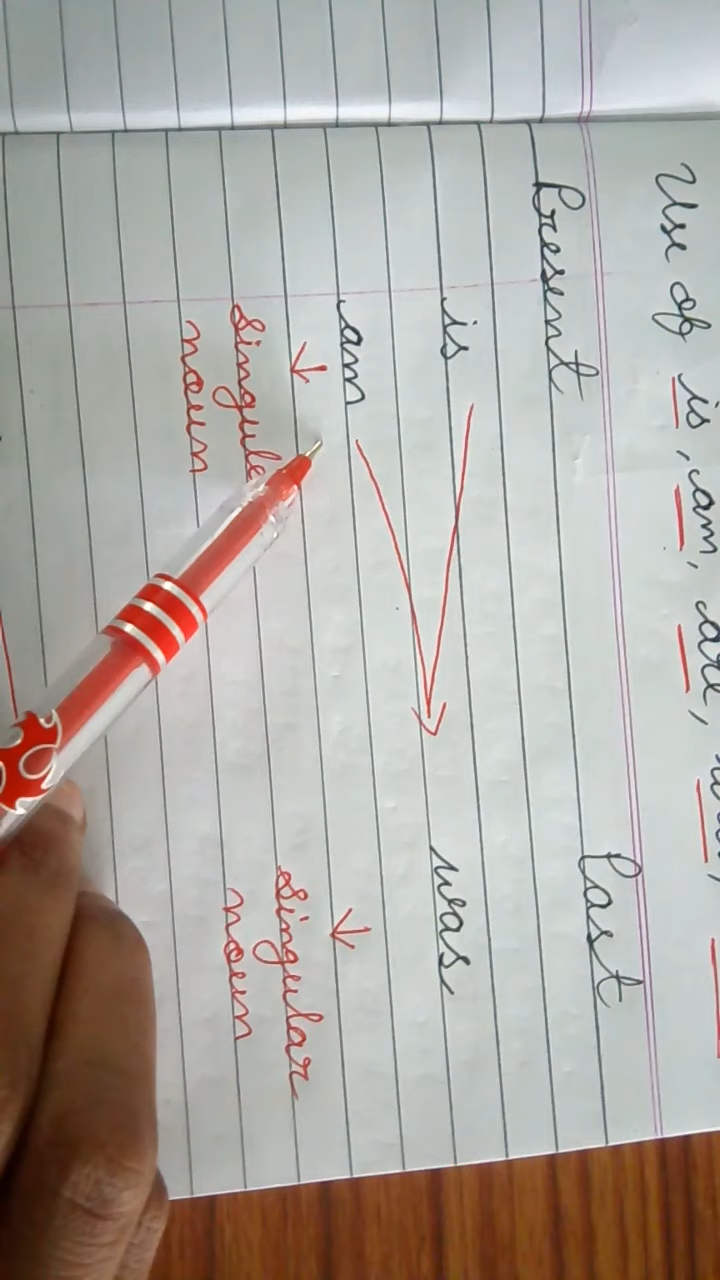 Use of is, am, are,
Present Past
is
am was
singular
noun singular
noun